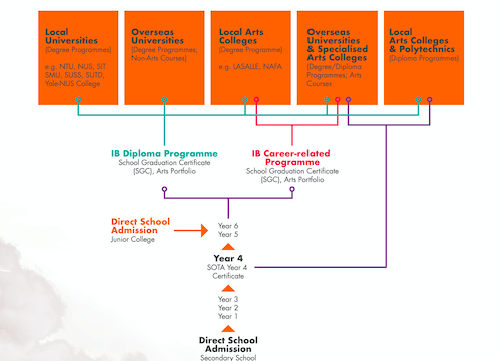 Local
Universities
(Degree Programmes)
e.g. NTU, NUS, SIT
SMU, SUSS, SUTD,
Yale-NUS College
Overseas
Universities
(Degree Programmes;
Non-Arts Courses)
Local Arts
Colleges
(Degree Programme)
e.g. LASALLE, NAFA
Overseas
Universities
& Specialised
Arts Colleges
(Degree/Diploma
Programmes; Arts
Courses
Local
Arts Colleges
& Polytechnics
(Diploma Programmes)
IB Diploma Programme
School Graduation Certificate
(SGC), Arts Portfolio
IB Career-related
Programme
School Graduation Certificate
(SGC), Arts Portfolio
Direct School
Admission
Junior College
Year 6
Year 5
Year 4
SOTA Year 4
Certificate
Year 3
Year 2
Year 1
Direct School
Admission
Secondary School